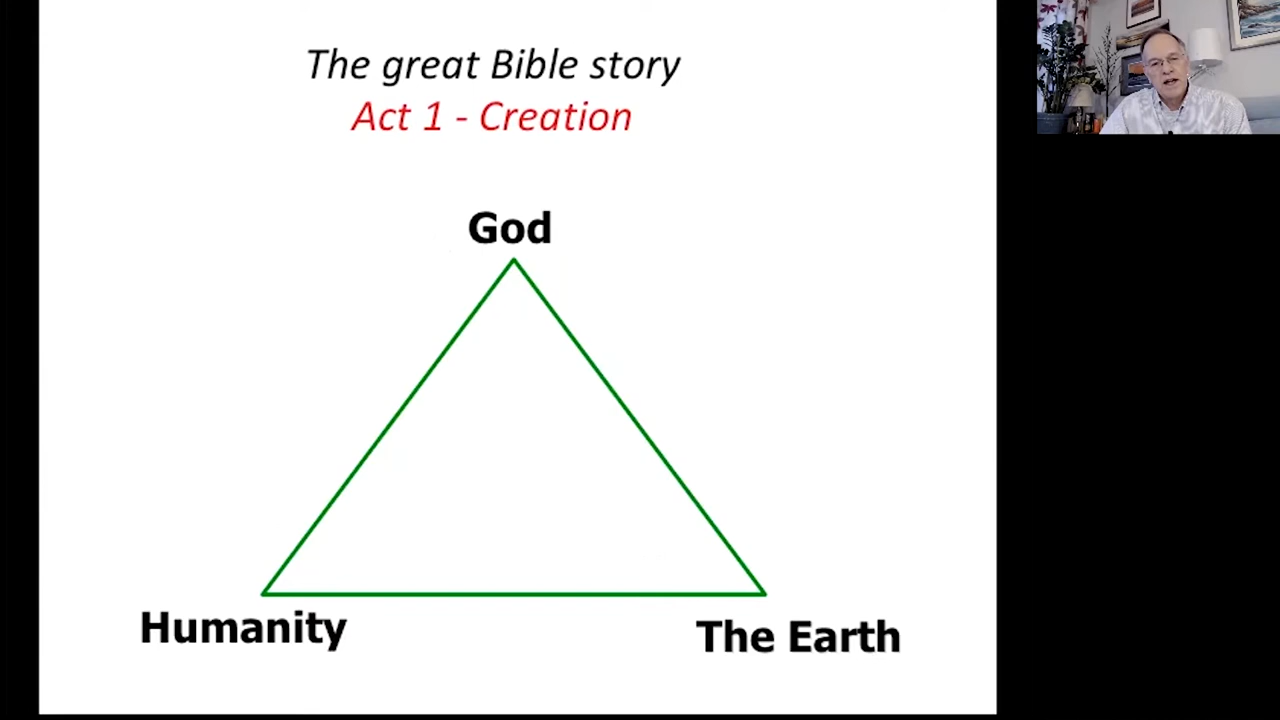 The great Bible story
Act 1 - Creation
God
Humanity
The Earth